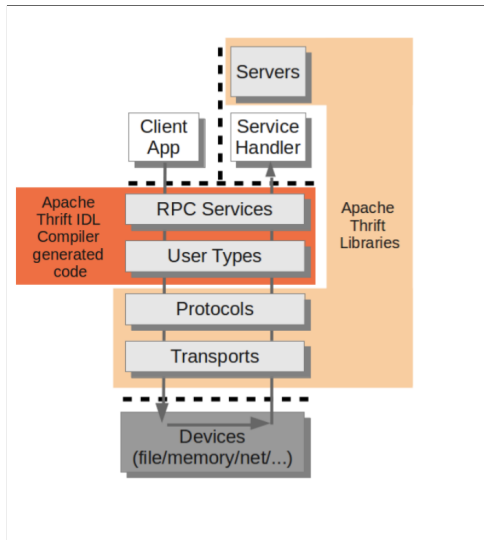 Servers
Client
App
Service
Handler
Apache
Thrift IDL
Compiler
generated
code
RPC Services
User Types
Apache
Thrift
Libraries
Protocols
Transports
Devices
(file/memory/net/...)